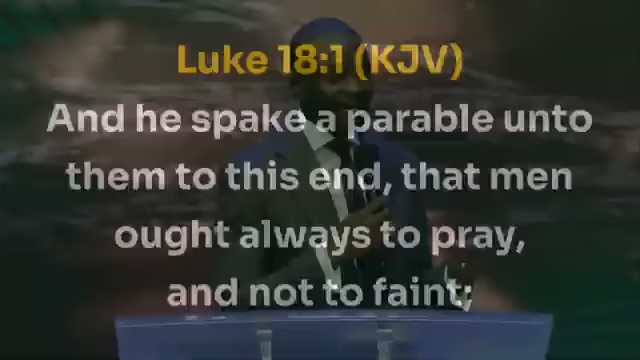 Luke 18:1 (KJV)
And he spake a parable unto
them to this end, that men
ought always to pray,
and not to faint;